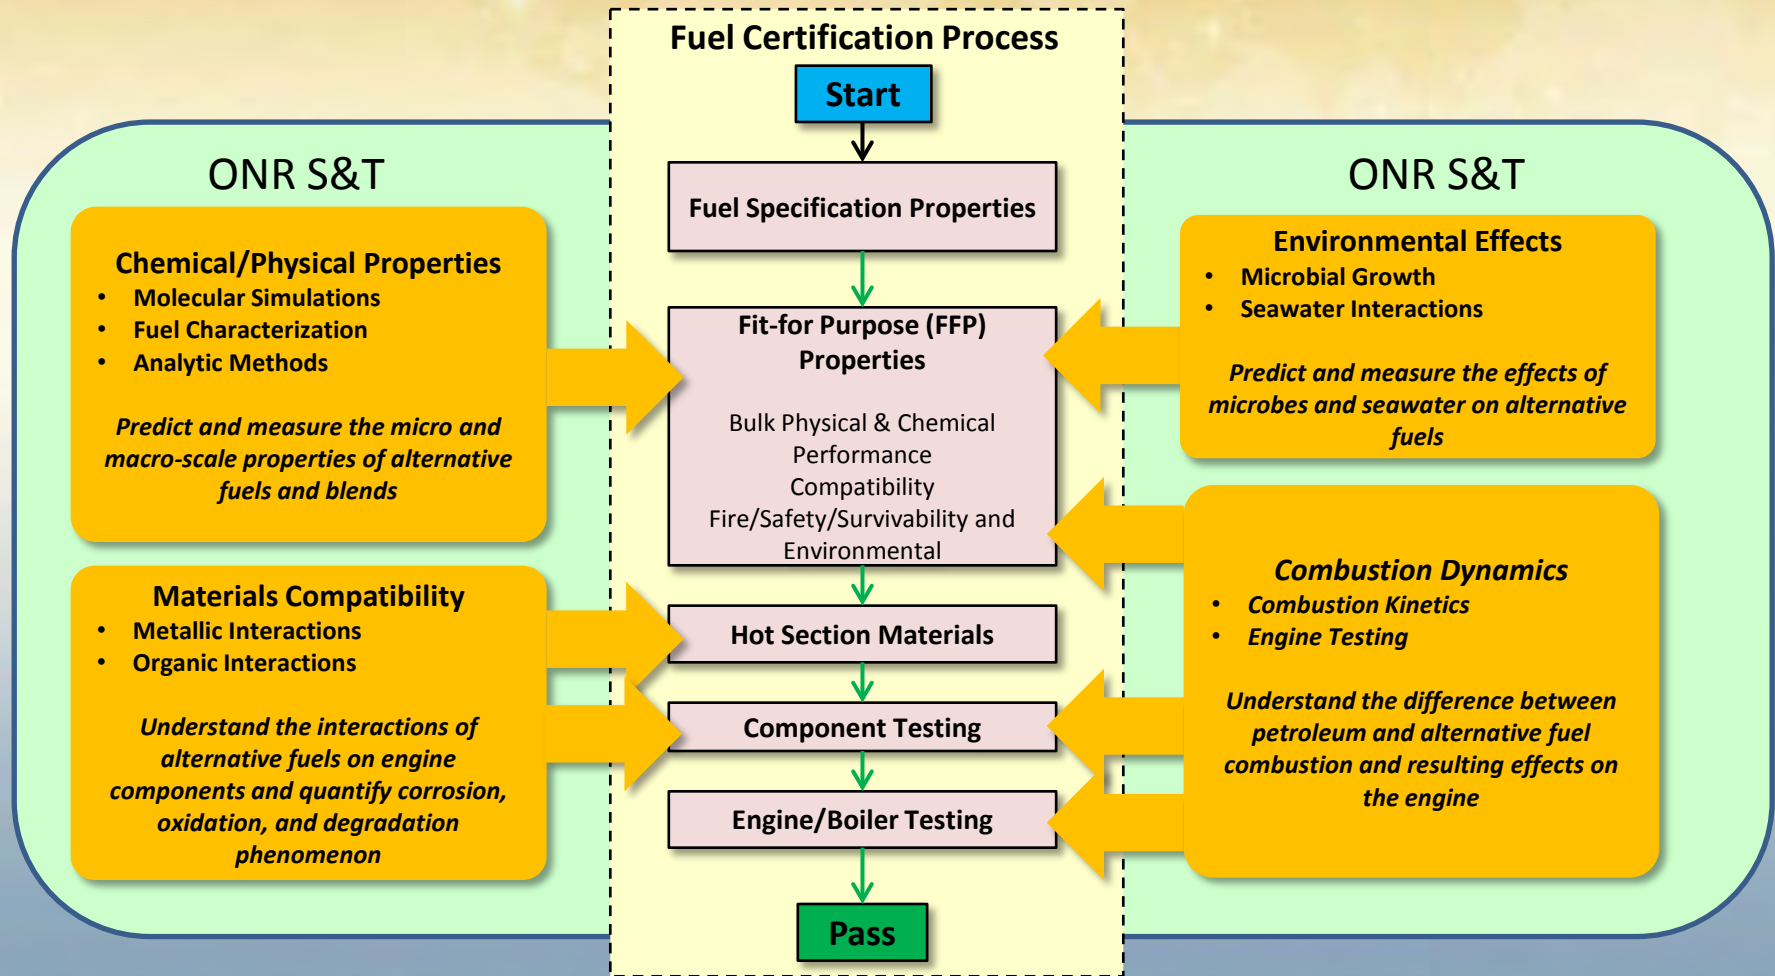 Fuel Certification Process
Start
Fuel Specification Properties
Fit-for Purpose (FFP)
Properties
Bulk Physical & Chemical
Performance
Compatibility
Fire/Safety/Survivability and
Environmental
Hot Section Materials
Component Testing
Engine/Boiler Testing
Pass
ONR S&T
Chemical/Physical Properties
• Molecular Simulations
• Fuel Characterization
• Analytic Methods
Predict and measure the micro and
macro-scale properties of alternative
fuels and blends
Materials Compatibility
• Metallic Interactions
• Organic Interactions
Understand the interactions of
alternative fuels on engine
components and quantify corrosion,
oxidation, and degradation
phenomenon
ONR S&T
Environmental Effects
• Microbial Growth
• Seawater Interactions
Predict and measure the effects of
microbes and seawater on alternative
fuels
Combustion Dynamics
• Combustion Kinetics
• Engine Testing
Understand the difference between
petroleum and alternative fuel
combustion and resulting effects on
the engine